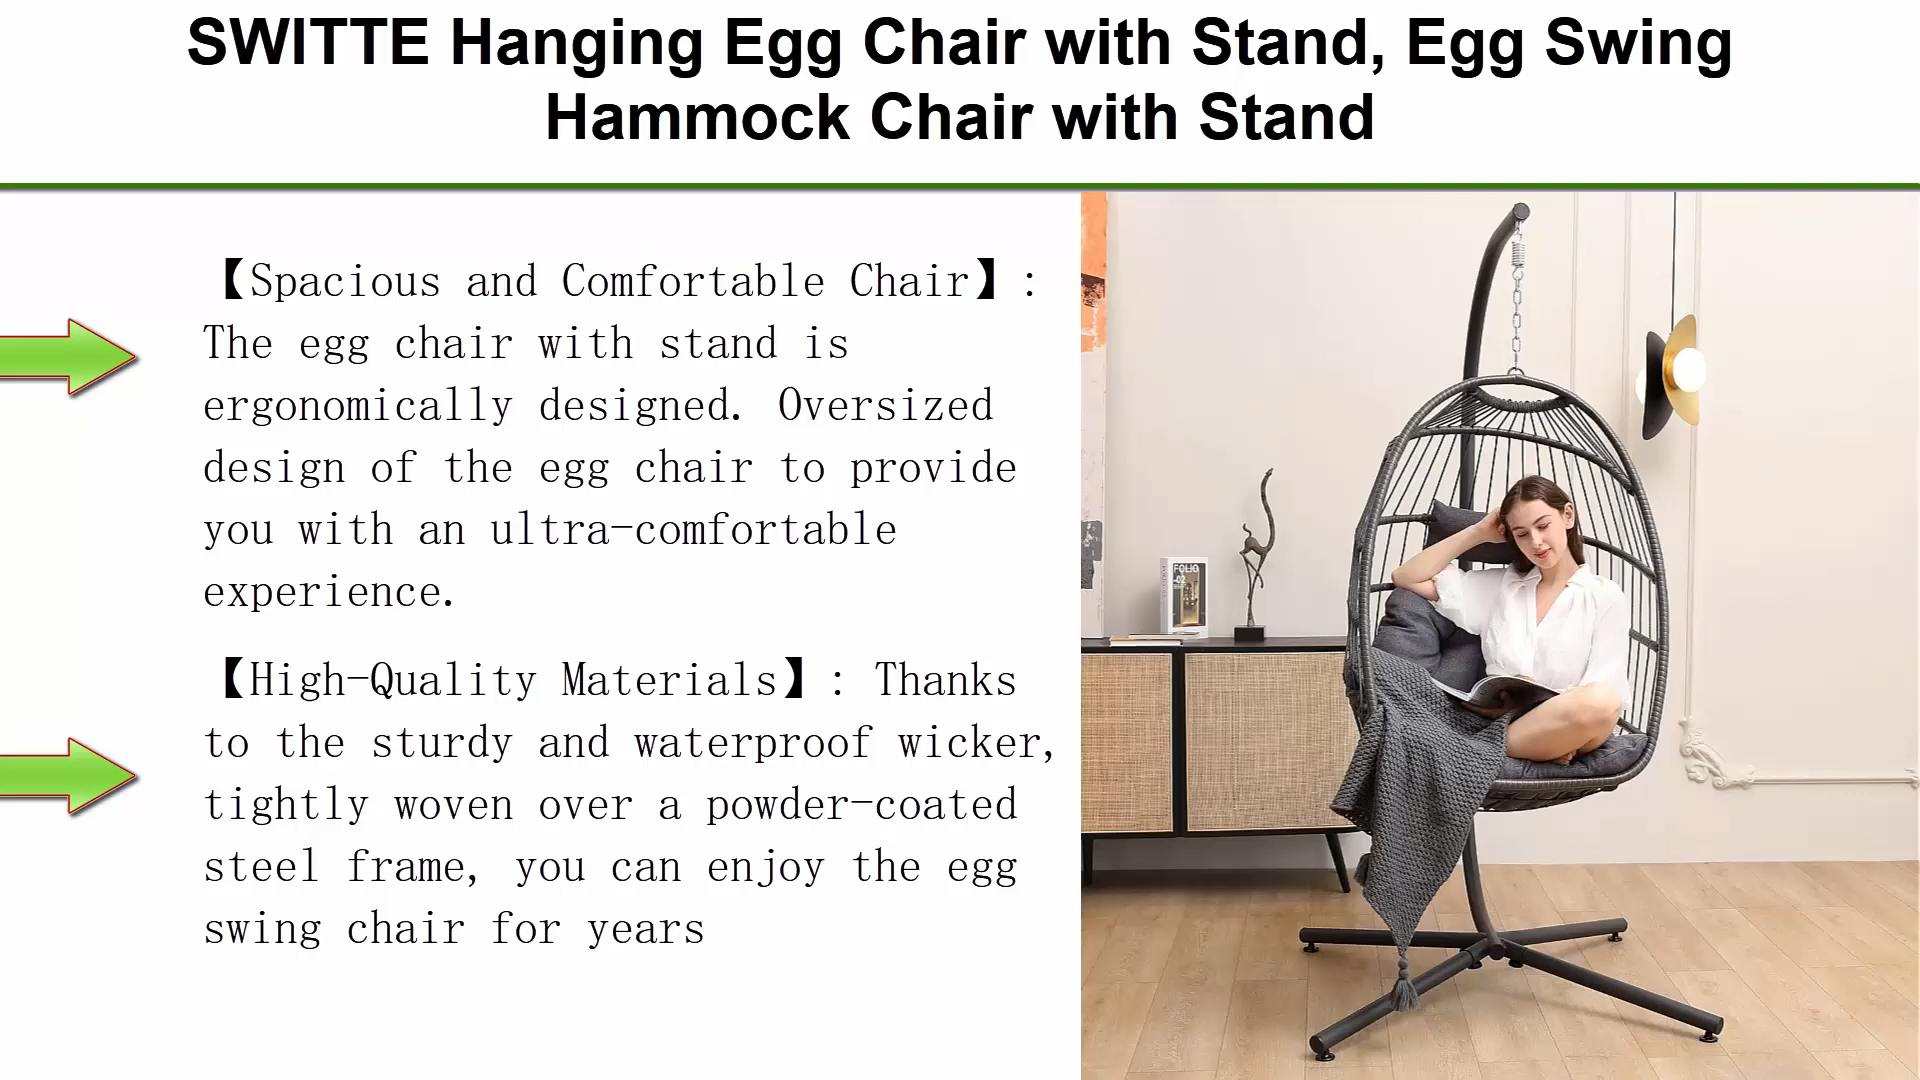 SWITTE Hanging Egg Chair with Stand, Egg Swing
Hammock Chair with Stand
【Spacious and Comfortable Chair】:
The egg chair with stand is
ergonomically designed. Oversized
design of the egg chair to provide
you with an ultra-comfortable
experience.
【High-Quality Materials】: Thanks
to the sturdy and waterproof wicker,
tightly woven over a powder-coated
steel frame, you can enjoy the egg
swing chair for years
FOLIO
-02